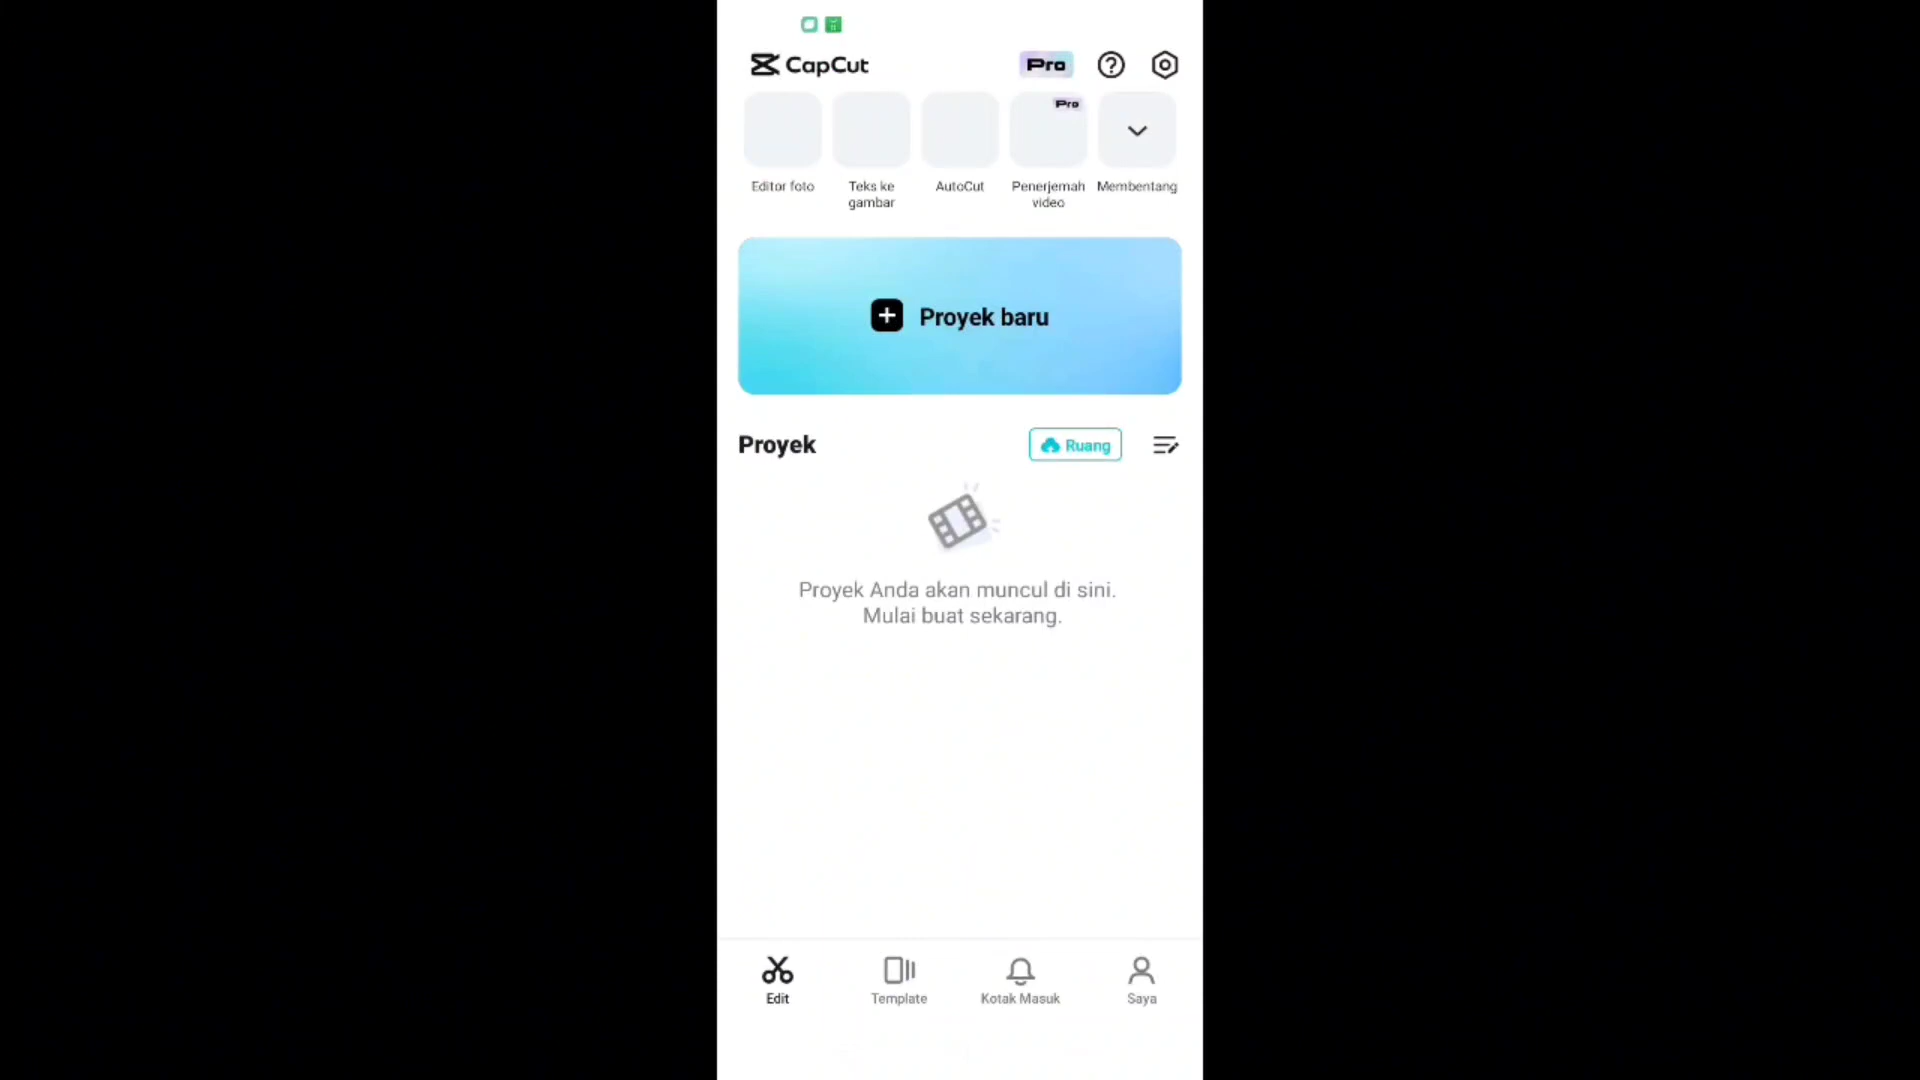 CapCut
Pro
Pro
Editor foto
Teks ke
gambar
AutoCut
Penerjemah
video
Membentang
Proyek baru
Proyek
Ruang
Proyek Anda akan muncul di sini.
Mulai buat sekarang.
Edit
Template
Kotak Masuk
Saya